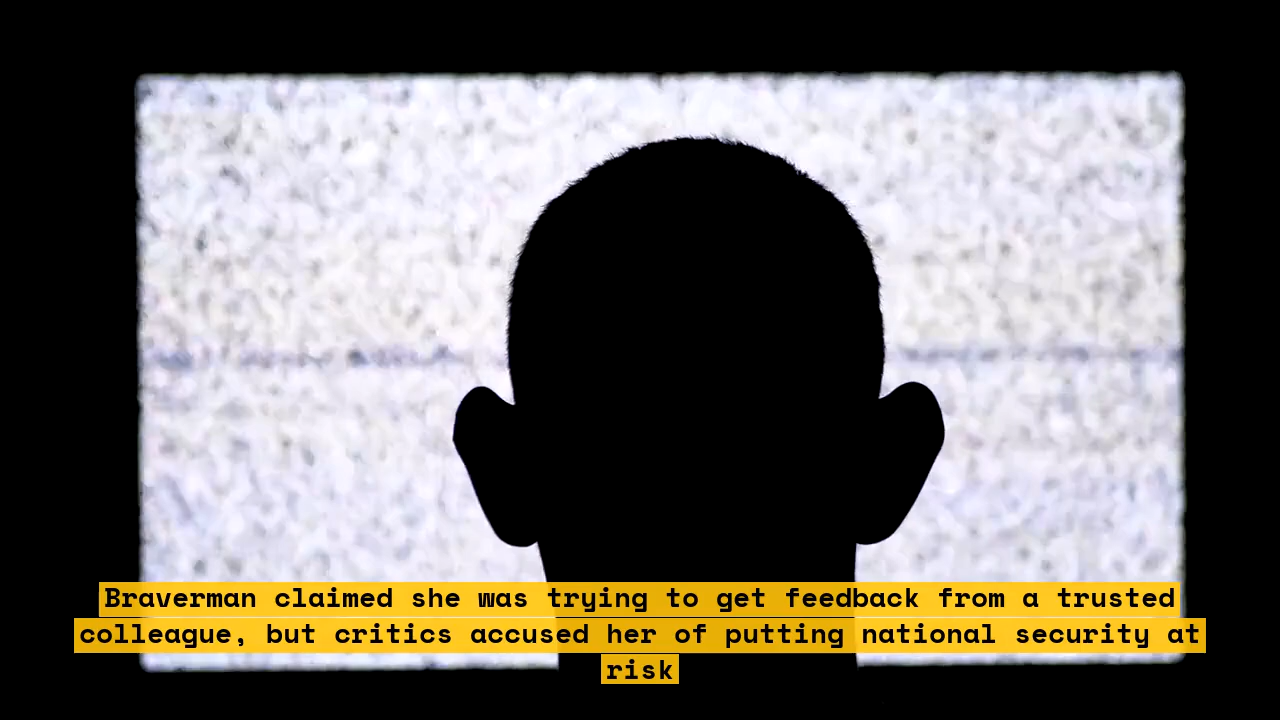 Braverman claimed she was trying to get feedback from a trusted
colleague, but critics accused her of putting national security at
risk